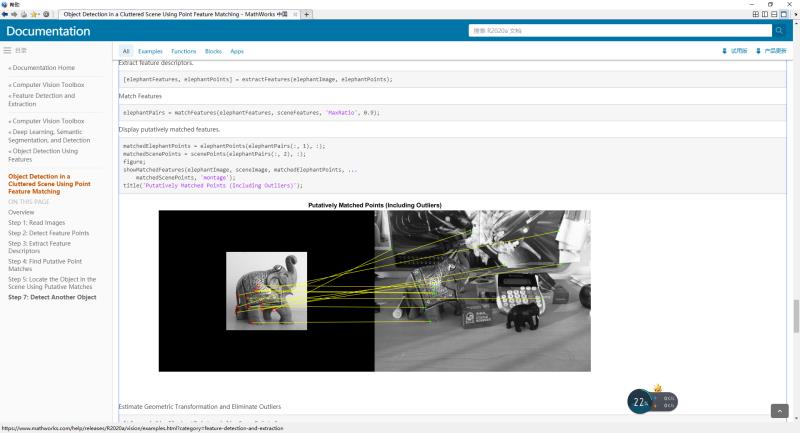 帮助
Object Detection in a Cluttered Scene Using Point Feature Matching - MathWorks 中国
Documentation
搜索 R2020a 文档
目录
All Examples Functions Blocks Apps
试用版 产品更新
« Documentation Home
« Computer Vision Toolbox
« Feature Detection and
Extraction
« Computer Vision Toolbox
« Deep Learning, Semantic
Segmentation, and Detection
« Object Detection Using
Features
Object Detection in a
Cluttered Scene Using Point
Feature Matching
ON THIS PAGE
Overview
Step 1: Read Images
Step 2: Detect Feature Points
Step 3: Extract Feature
Descriptors
Step 4: Find Putative Point
Matches
Step 5: Locate the Object in the
Scene Using Putative Matches
Step 7: Detect Another Object
Extract feature descriptors.
[elephantFeatures, elephantPoints] = extractFeatures(elephantImage, elephantPoints);
Match Features
elephantPairs = matchFeatures(elephantFeatures, sceneFeatures, 'MaxRatio', 0.9);
Display putatively matched features.
matchedElephantPoints = elephantPoints(elephantPairs(:, 1), :);
matchedScenePoints = scenePoints(elephantPairs(:, 2), :);
figure;
showMatchedFeatures(elephantImage, sceneImage, matchedElephantPoints, ...
matchedScenePoints, 'montage');
title('Putatively Matched Points (Including Outliers)');
Putatively Matched Points (Including Outliers)
22%
Estimate Geometric Transformation and Eliminate Outliers
https://www.mathworks.com/help/releases/R2020a/vision/examples.html?category=feature-detection-and-extraction